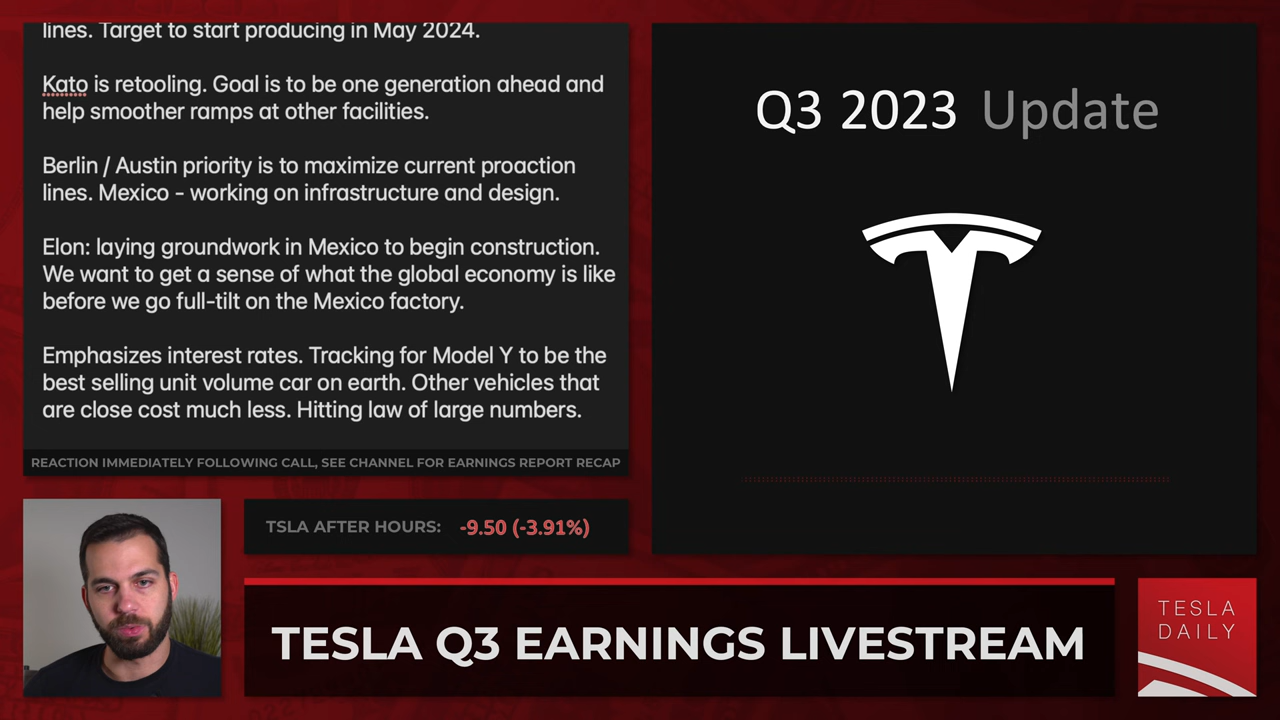 lines. Target to start producing in May 2024.
Kato is retooling. Goal is to be one generation ahead and
help smoother ramps at other facilities.
Berlin / Austin priority is to maximize current proaction
lines. Mexico - working on infrastructure and design.
Elon: laying groundwork in Mexico to begin construction.
We want to get a sense of what the global economy is like
before we go full-tilt on the Mexico factory.
Emphasizes interest rates. Tracking for Model Y to be the
best selling unit volume car on earth. Other vehicles that
are close cost much less. Hitting law of large numbers.
REACTION IMMEDIATELY FOLLOWING CALL, SEE CHANNEL FOR EARNINGS REPORT RECAP
Q3 2023 Update
TSLA AFTER HOURS: -9.50 (-3.91%)
TESLA Q3 EARNINGS LIVESTREAM
TESLA
DAILY